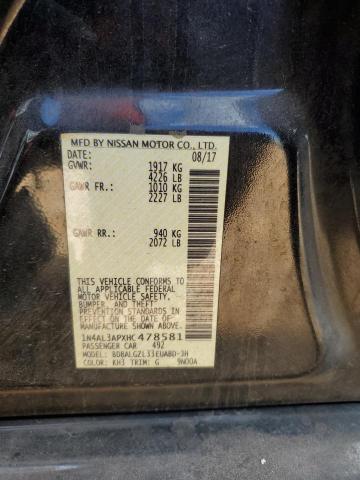 MFD BY NISSAN MOTOR CO., LTD.
DATE: 08/17
GVWR: 1917 KG
4226 LB
GAWR FR.: 1010 KG
2227 LB
GAWR RR.: 940 KG
2072 LB
THIS VEHICLE CONFORMS TO
ALL APPLICABLE FEDERAL
MOTOR VEHICLE SAFETY,
BUMPER, AND THEFT
PREVENTION STANDARDS
IN EFFECT ON THE DATE OF
MANUFACTURE SHOWN ABOVE.
1N4AL3APXHC478581
PASSENGER CAR 492
MODEL: BDBALGZL33EUABD-JH
COLOR: KH3 TRIM: G 9N00A